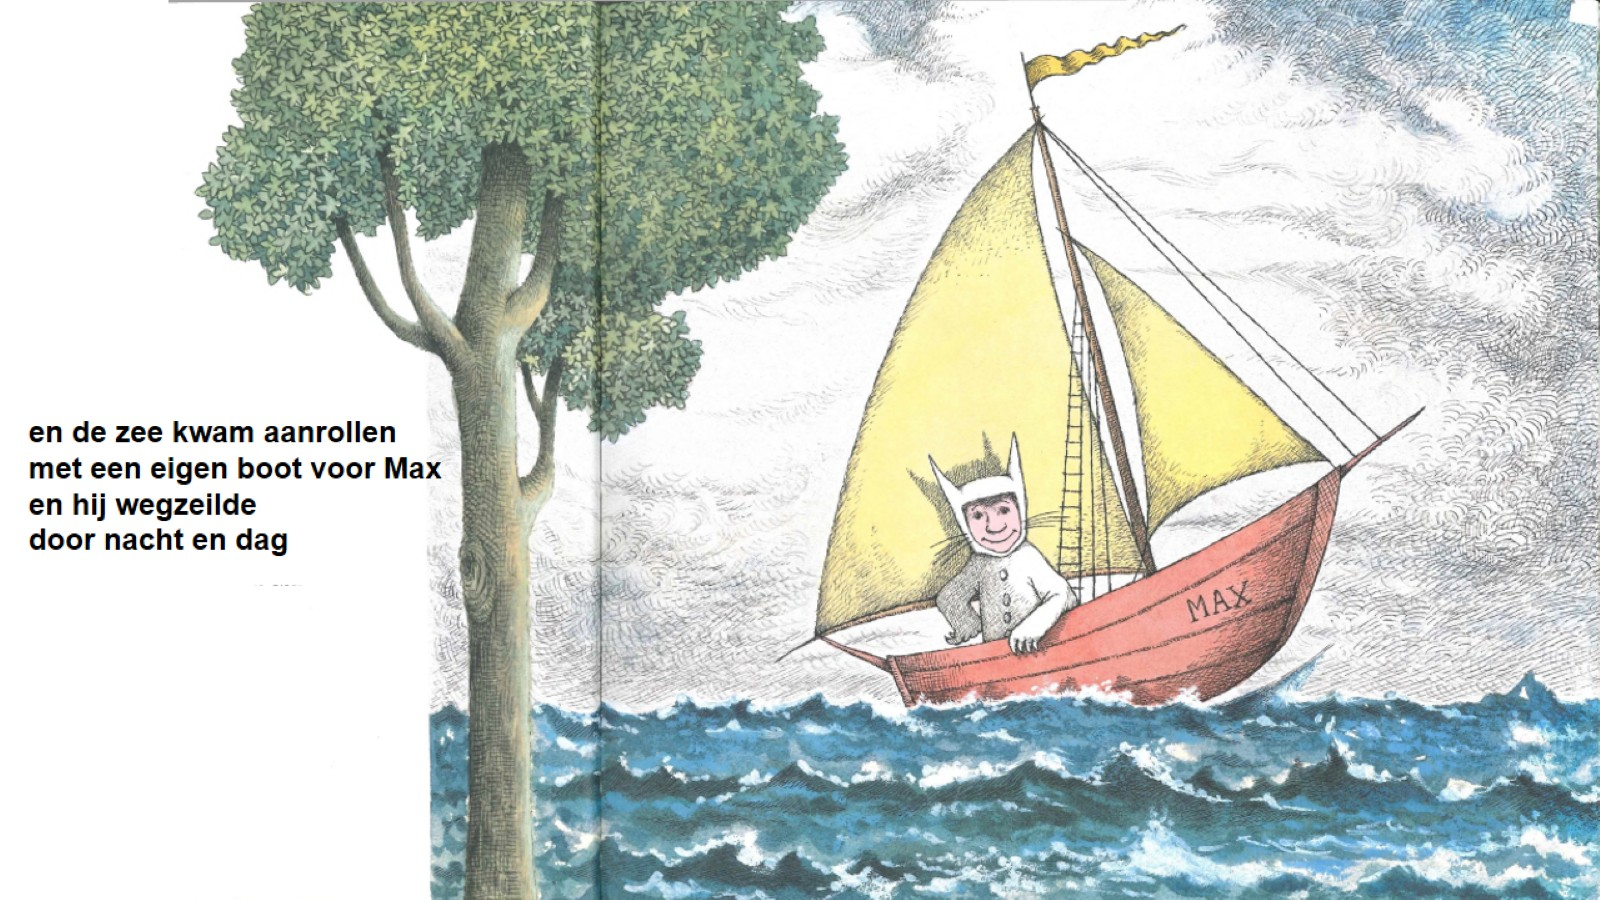 en de zee kwam aanrollen
met een eigen boot voor Max
en hij wegzeilde
door nacht en dag
MAX